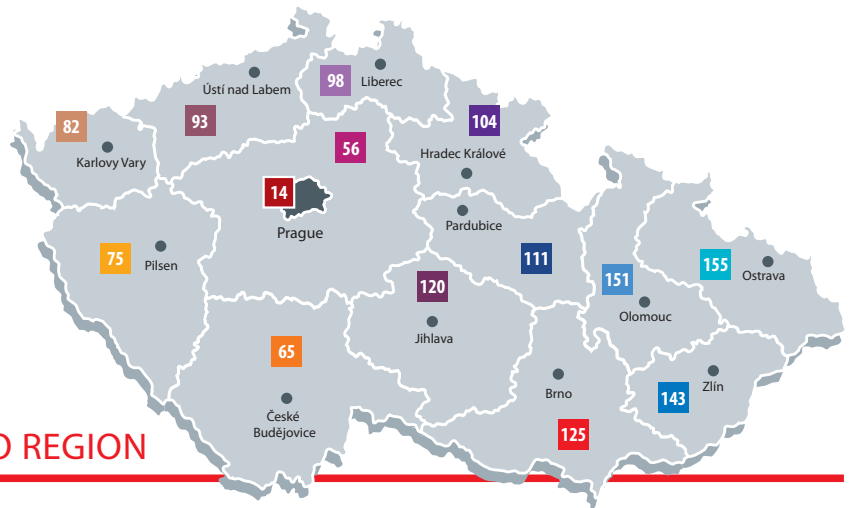 98
Liberec
Ústí nad Labem
93
82
Karlovy Vary
104
Hradec Králové
56
14
Prague
Pardubice
111
75
Pilsen
155
Ostrava
151
Olomouc
120
Jihlava
65
České
Budějovice
Brno
125
Zlín
143
REGION